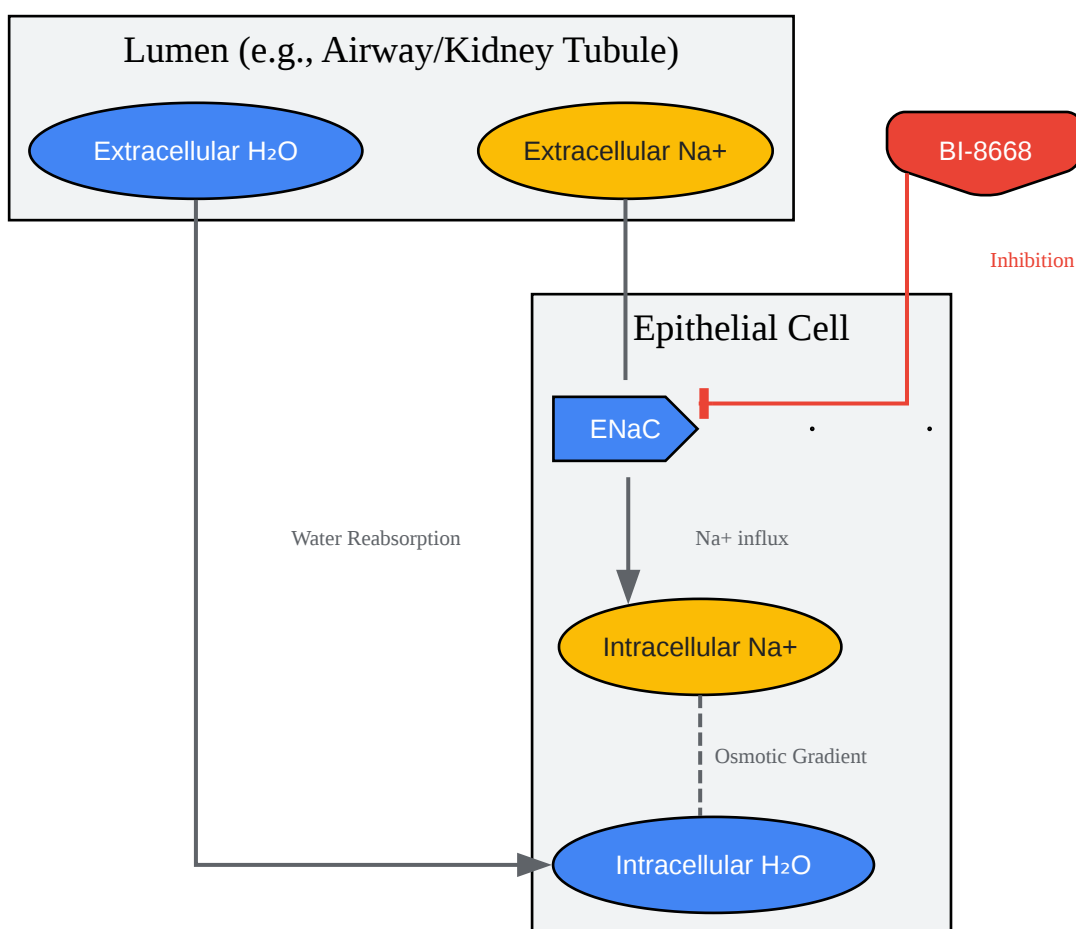 Lumen (e.g., Airway/Kidney Tubule)
Extracellular H₂O
Extracellular Na+
BI-8668
Inhibition
Epithelial Cell
ENaC
Water Reabsorption
Na+ influx
Intracellular Na+
Osmotic Gradient
Intracellular H₂O